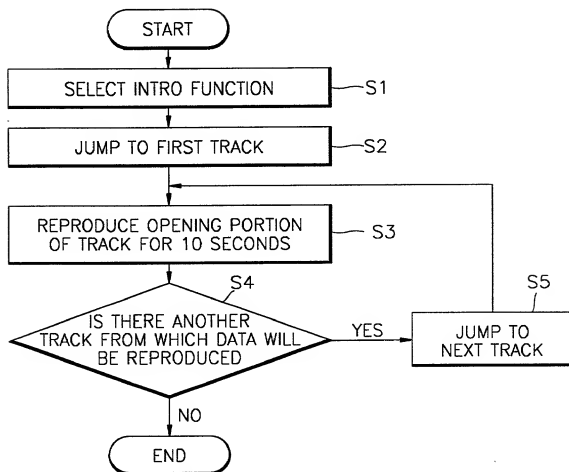 START
SELECT INTRO FUNCTION
S1
JUMP TO FIRST TRACK
S2
REPRODUCE OPENING PORTION
OF TRACK FOR 10 SECONDS
S3
S4
IS THERE ANOTHER
TRACK FROM WHICH DATA WILL
BE REPRODUCED
YES
S5
JUMP TO
NEXT TRACK
NO
END